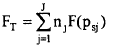 F_T = \sum_{j=1}^{J} n_J F(p_{sj})